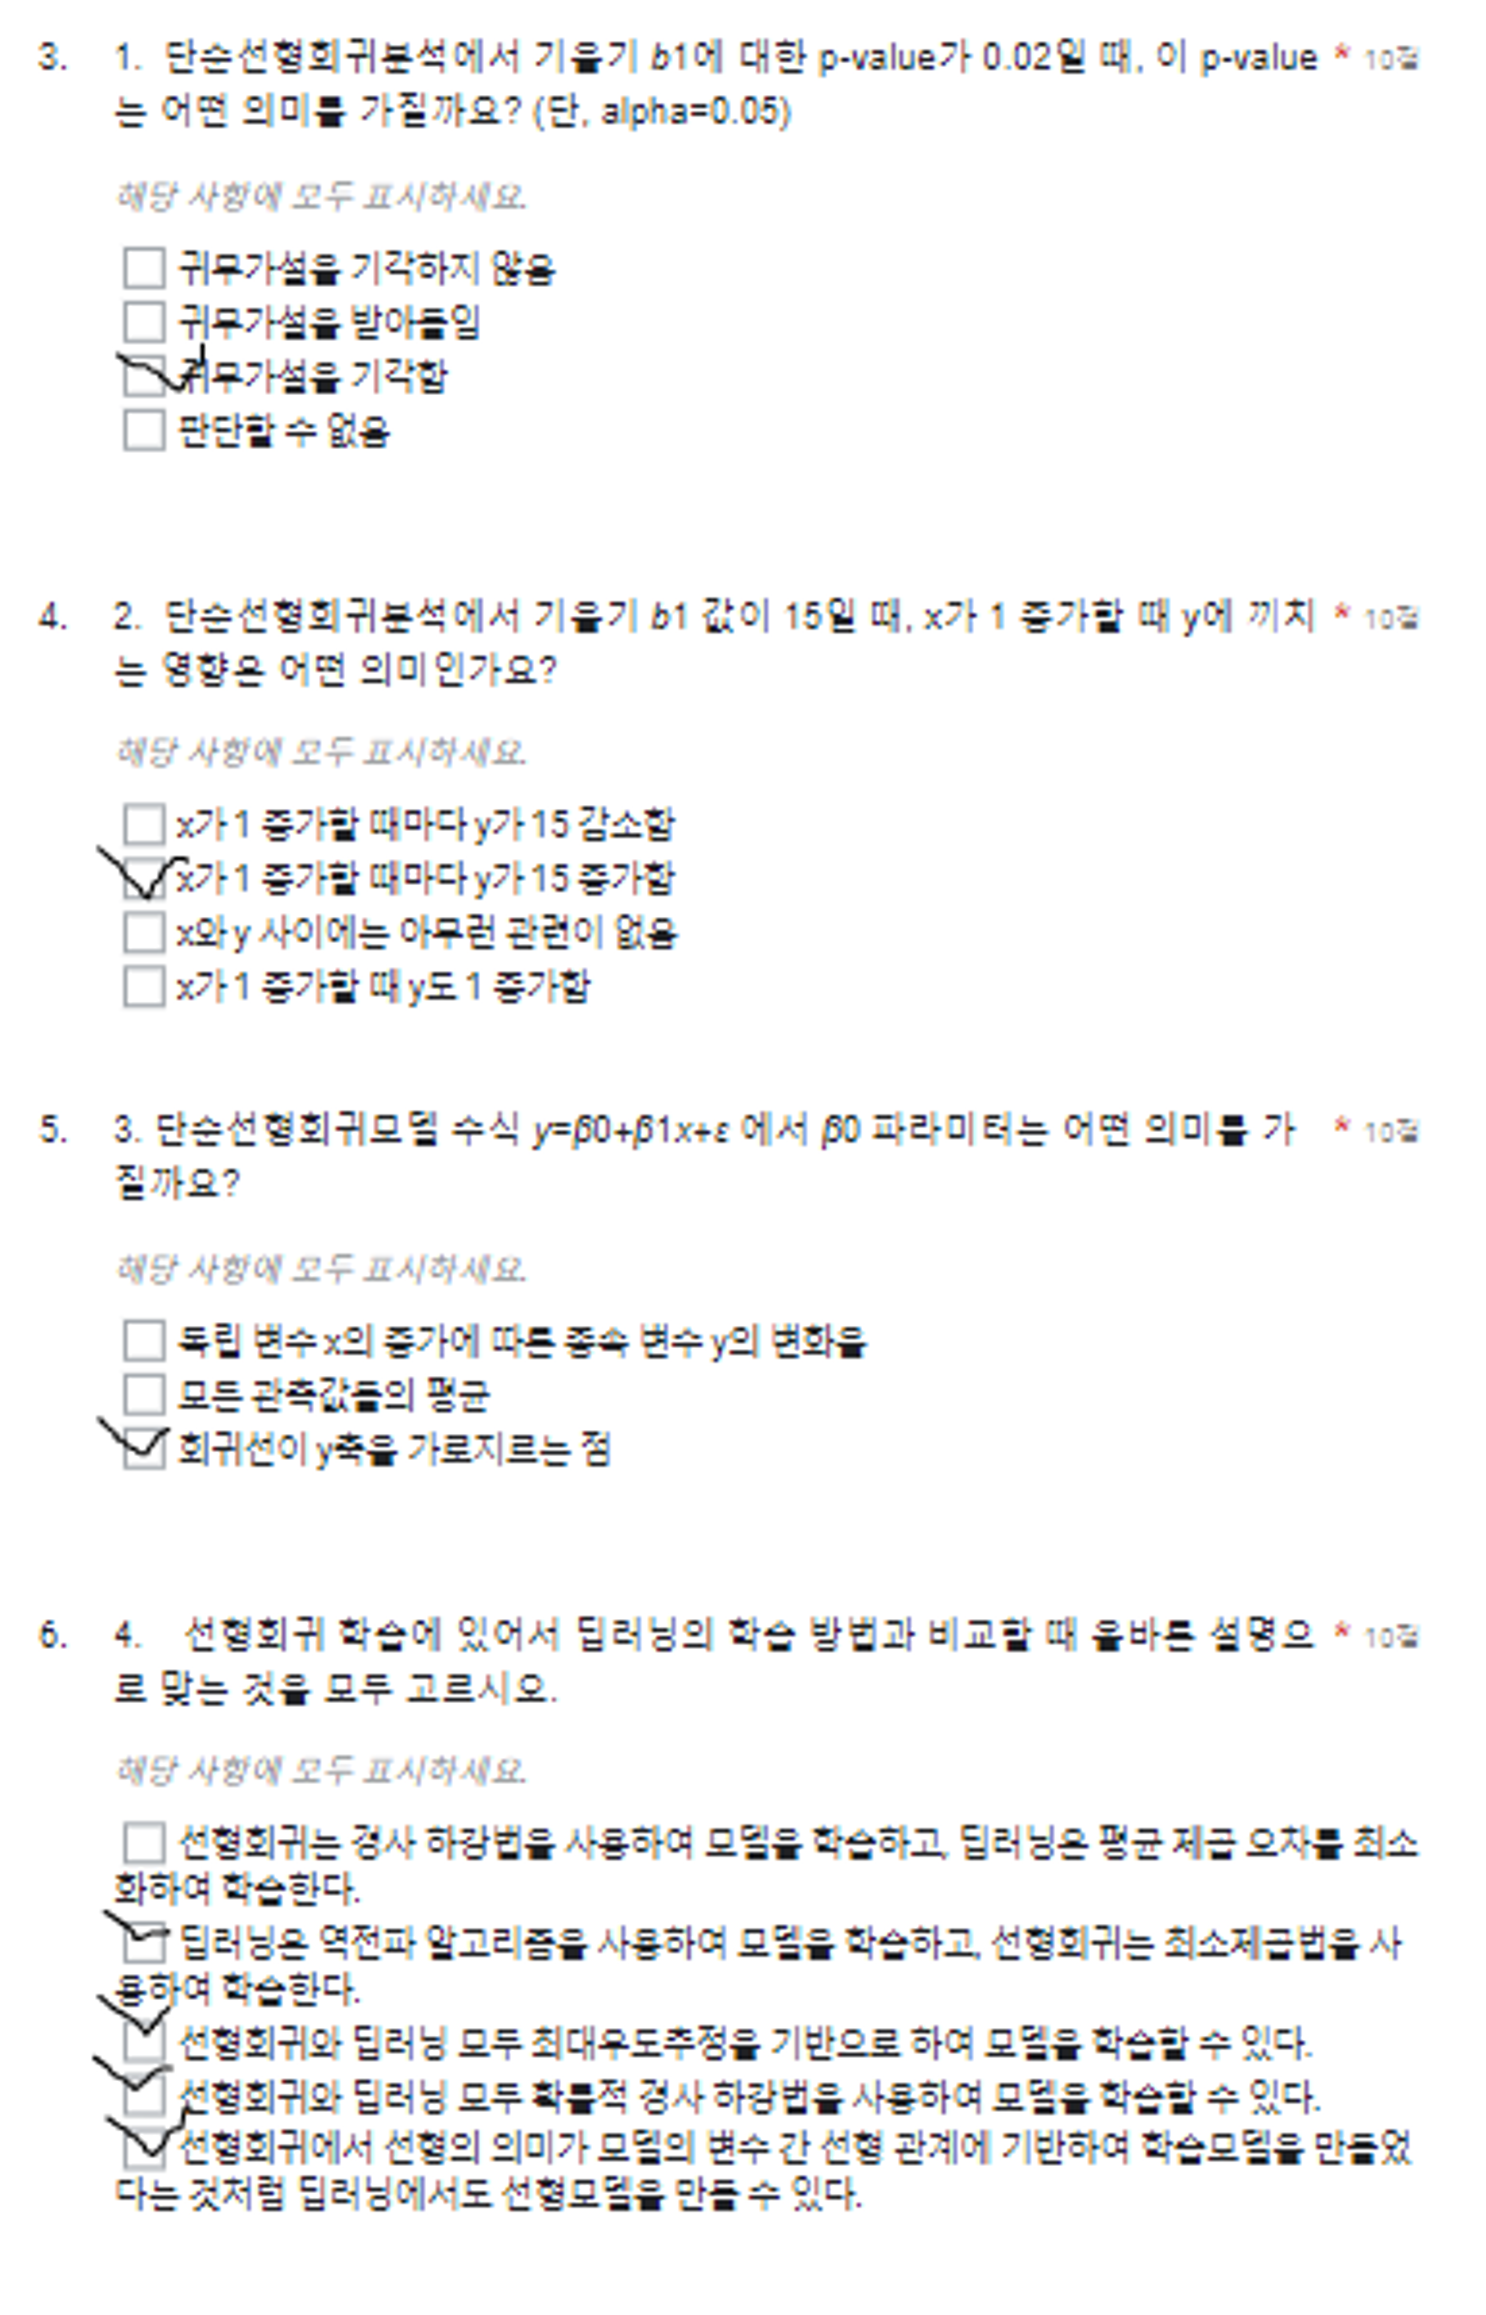 3. 1. 단순선형회귀분석에서 기울기 b1에 대한 p-value가 0.02일 때, 이 p-value * 10점
는 어떤 의미를 가질까요? (단, alpha=0.05)
해당 사항에 모두 표시하세요.
귀무가설을 기각하지 않음
귀무가설을 받아들임
귀무가설을 기각함
판단할 수 없음
4. 2. 단순선형회귀분석에서 기울기 b1 값이 15일 때, x가 1 증가할 때 y에 끼치 * 10점
는 영향은 어떤 의미인가요?
해당 사항에 모두 표시하세요.
x가 1 증가할 때마다 y가 15 감소함
x가 1 증가할 때마다 y가 15 증가함
x와 y 사이에는 아무런 관련이 없음
x가 1 증가할 때 y도 1 증가함
5. 3. 단순선형회귀모델 수식 y=β0+β1x+ε 에서 β0 파라미터는 어떤 의미를 가 * 10점
질까요?
해당 사항에 모두 표시하세요.
독립 변수 x의 증가에 따른 종속 변수 y의 변화율
모든 관측값들의 평균
회귀선이 y축을 가로지르는 점
6. 4. 선형회귀 학습에 있어서 딥러닝의 학습 방법과 비교할 때 올바른 설명으 * 10점
로 맞는 것을 모두 고르시오.
해당 사항에 모두 표시하세요.
선형회귀는 경사 하강법을 사용하여 모델을 학습하고, 딥러닝은 평균 제곱 오차를 최소
화하여 학습한다.
딥러닝은 역전파 알고리즘을 사용하여 모델을 학습하고, 선형회귀는 최소제곱법을 사
용하여 학습한다.
선형회귀와 딥러닝 모두 최대우도추정을 기반으로 하여 모델을 학습할 수 있다.
선형회귀와 딥러닝 모두 확률적 경사 하강법을 사용하여 모델을 학습할 수 있다.
선형회귀에서 선형의 의미가 모델의 변수 간 선형 관계에 기반하여 학습모델을 만들었
다는 것처럼 딥러닝에서도 선형모델을 만들 수 있다.